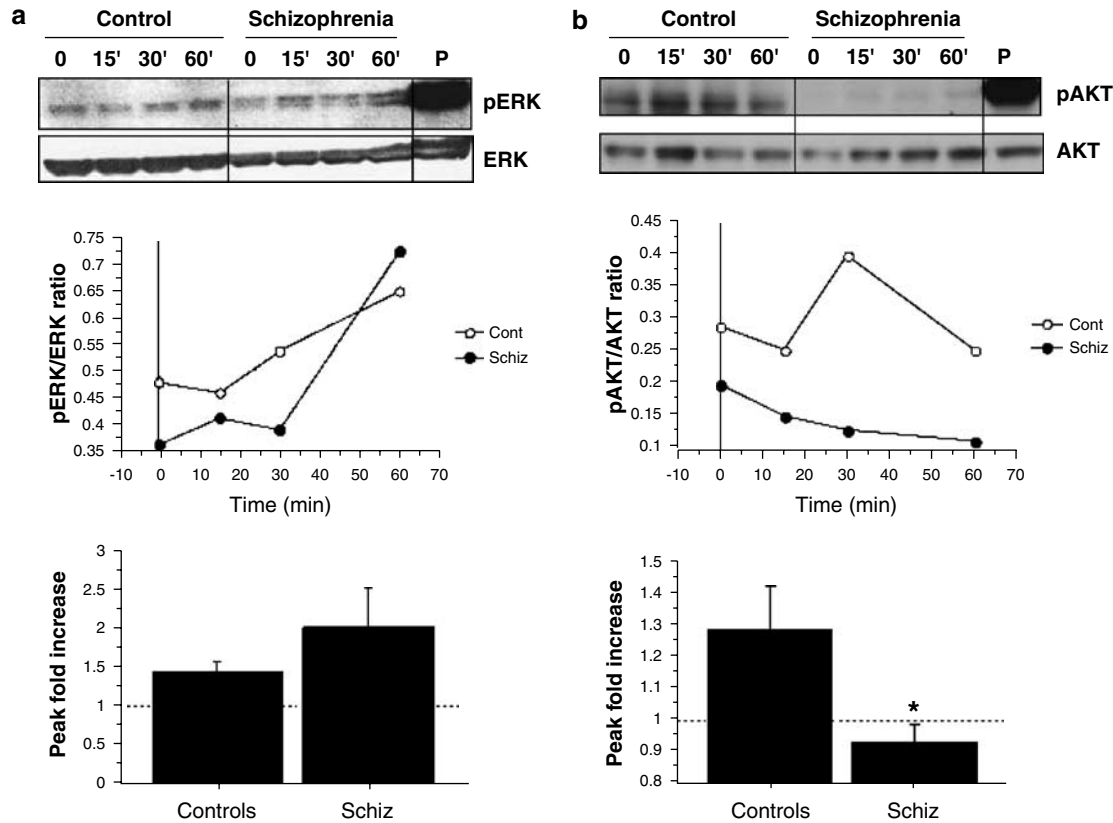 a
Control Schizophrenia
0 15' 30' 60' 0 15' 30' 60' P
pERK
ERK
0.75
0.7
0.65
0.6
0.55
0.5
0.45
0.4
0.35
pERK/ERK ratio
-10 0 10 20 30 40 50 60 70
Time (min)
Cont
Schiz
3
2.5
2
1.5
1
0.5
0
Peak fold increase
Controls Schiz
b
Control Schizophrenia
0 15' 30' 60' 0 15' 30' 60' P
pAKT
AKT
0.45
0.4
0.35
0.3
0.25
0.2
0.15
0.1
pAKT/AKT ratio
-10 0 10 20 30 40 50 60 70
Time (min)
Cont
Schiz
1.5
1.4
1.3
1.2
1.1
1
0.9
0.8
Peak fold increase
*
Controls Schiz